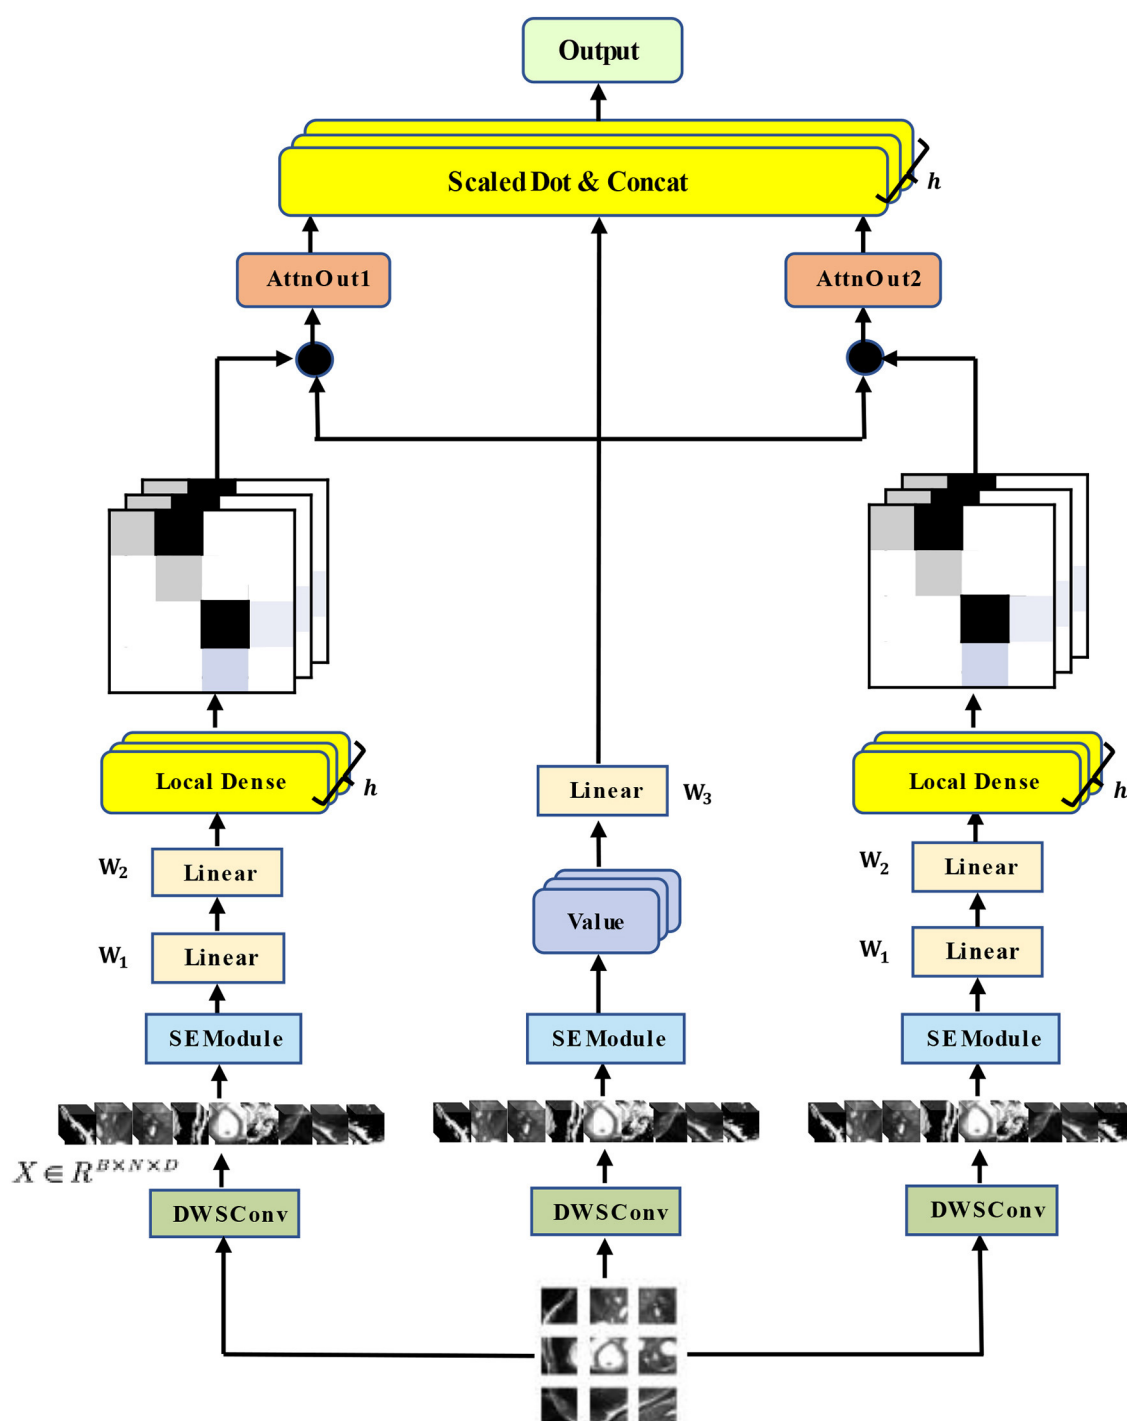 Output
Scaled Dot & Concat
h
AttnOut1
AttnOut2
Local Dense
h
Linear
W₃
Local Dense
h
W₂
Linear
Value
W₂
Linear
W₁
Linear
W₁
Linear
SEModule
SEModule
SEModule
X ∈ R^{B×N×D}
DWSConv
DWSConv
DWSConv